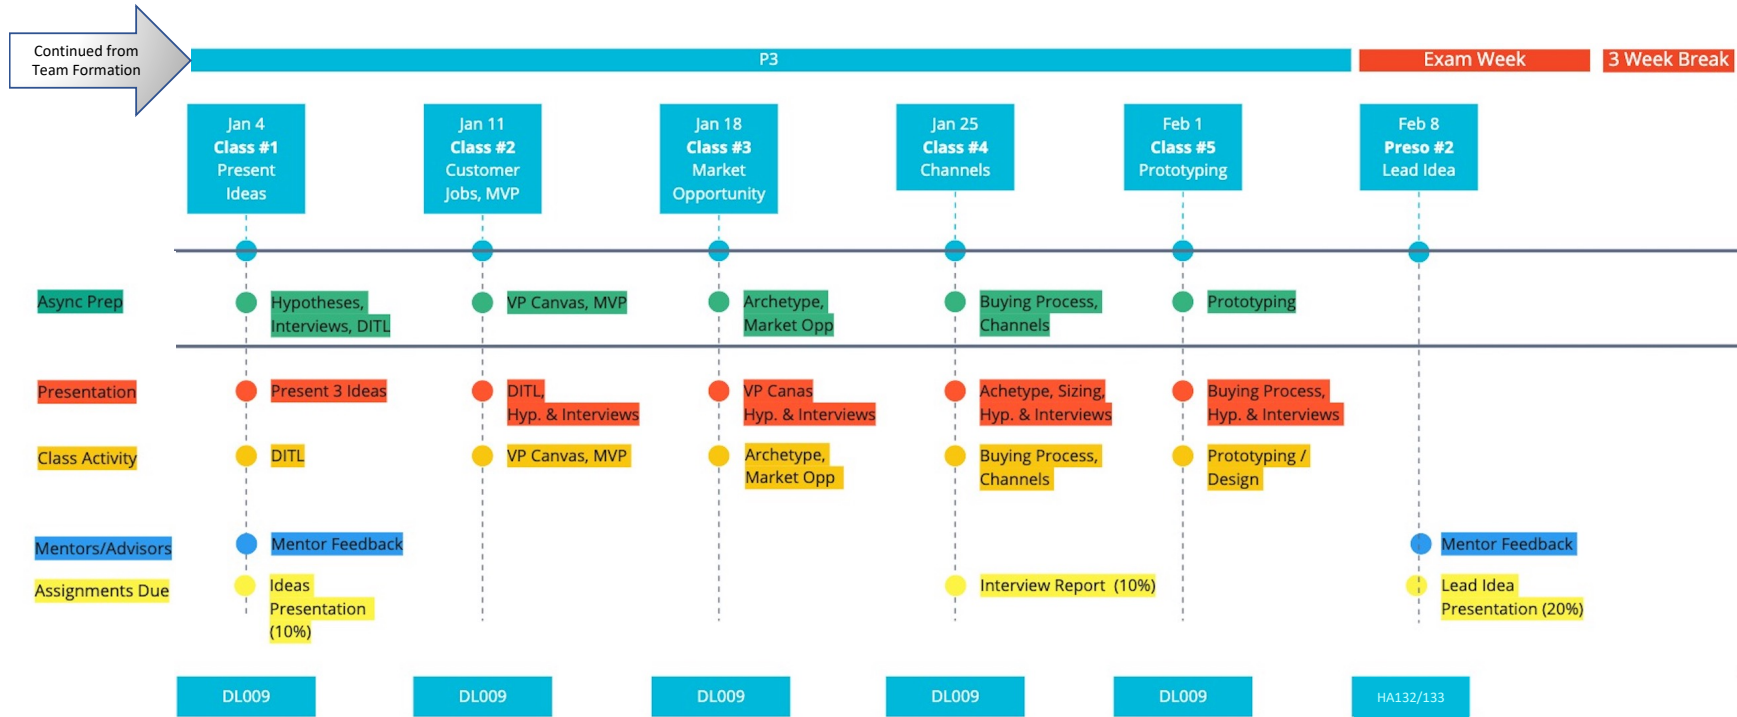 Continued from
Team Formation
P3
Exam Week
3 Week Break
Jan 4
Class #1
Present
Ideas
Jan 11
Class #2
Customer
Jobs, MVP
Jan 18
Class #3
Market
Opportunity
Jan 25
Class #4
Channels
Feb 1
Class #5
Prototyping
Feb 8
Preso #2
Lead Idea
Async Prep
Hypotheses,
Interviews, DITL
VP Canvas, MVP
Archetype,
Market Opp
Buying Process,
Channels
Prototyping
Presentation
Present 3 Ideas
DITL,
Hyp. & Interviews
VP Canas
Hyp. & Interviews
Achetype, Sizing,
Hyp. & Interviews
Buying Process,
Hyp. & Interviews
Class Activity
DITL
VP Canvas, MVP
Archetype,
Market Opp
Buying Process,
Channels
Prototyping /
Design
Mentors/Advisors
Mentor Feedback
Mentor Feedback
Assignments Due
Ideas
Presentation
(10%)
Interview Report (10%)
Lead Idea
Presentation (20%)
DL009
DL009
DL009
DL009
DL009
HA132/133